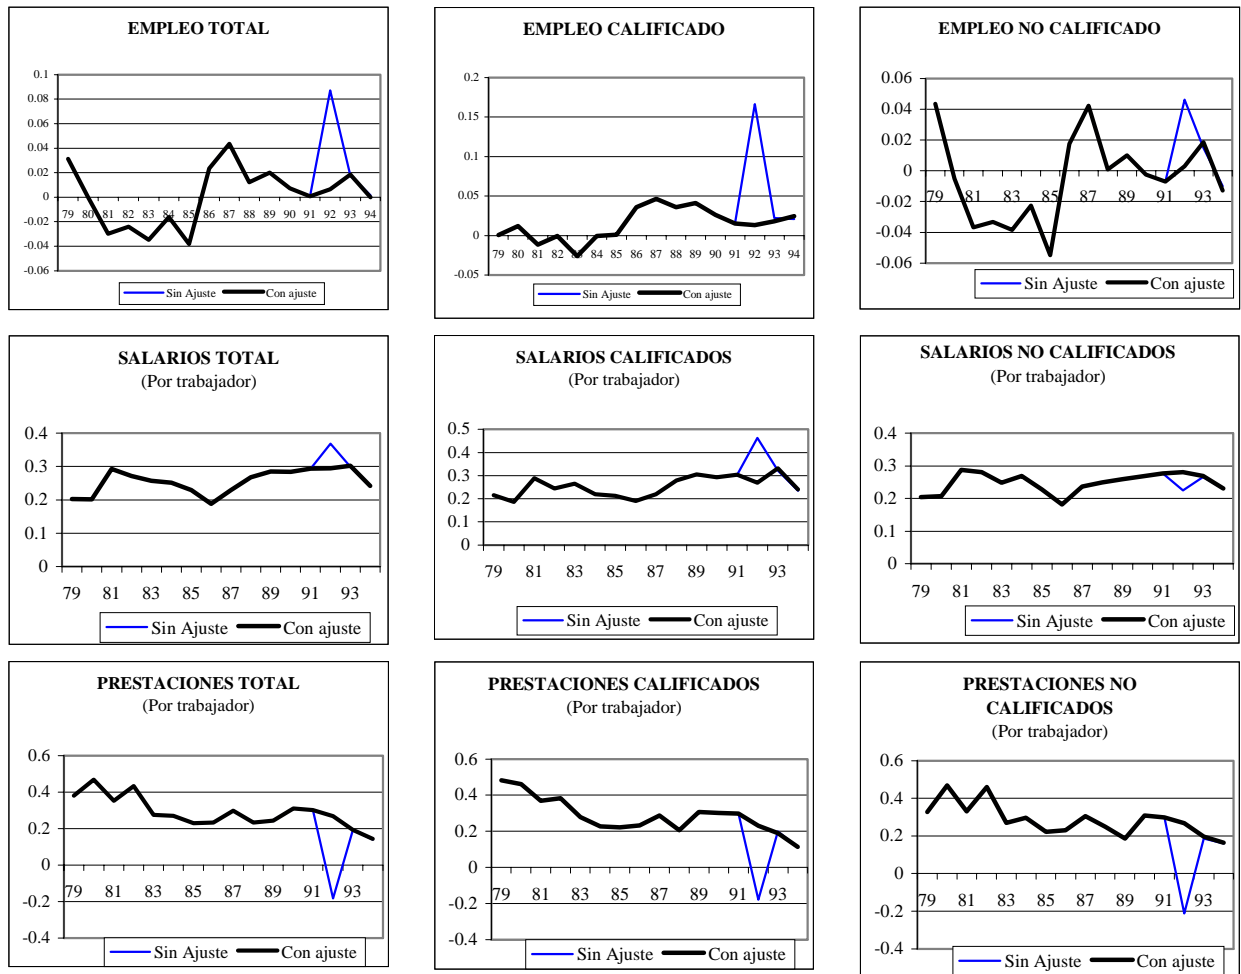 EMPLEO TOTAL
0.1
0.08
0.06
0.04
0.02
0
-0.02
-0.04
-0.06
79 80 81 82 83 84 85 86 87 88 89 90 91 92 93 94
Sin Ajuste Con ajuste
EMPLEO CALIFICADO
0.2
0.15
0.1
0.05
0
-0.05
79 80 81 82 83 84 85 86 87 88 89 90 91 92 93 94
Sin Ajuste Con ajuste
EMPLEO NO CALIFICADO
0.06
0.04
0.02
0
-0.02
-0.04
-0.06
79 81 83 85 87 89 91 93
Sin Ajuste Con ajuste
SALARIOS TOTAL
(Por trabajador)
0.4
0.3
0.2
0.1
0
79 81 83 85 87 89 91 93
Sin Ajuste Con ajuste
SALARIOS CALIFICADOS
(Por trabajador)
0.5
0.4
0.3
0.2
0.1
0
79 81 83 85 87 89 91 93
Sin Ajuste Con ajuste
SALARIOS NO CALIFICADOS
(Por trabajador)
0.4
0.3
0.2
0.1
0
79 81 83 85 87 89 91 93
Sin Ajuste Con ajuste
PRESTACIONES TOTAL
(Por trabajador)
0.6
0.4
0.2
0
-0.2
-0.4
79 81 83 85 87 89 91 93
Sin Ajuste Con ajuste
PRESTACIONES CALIFICADOS
(Por trabajador)
0.6
0.4
0.2
0
-0.2
-0.4
79 81 83 85 87 89 91 93
Sin Ajuste Con ajuste
PRESTACIONES NO
CALIFICADOS
(Por trabajador)
0.6
0.4
0.2
0
-0.2
-0.4
79 81 83 85 87 89 91 93
Sin Ajuste Con ajuste